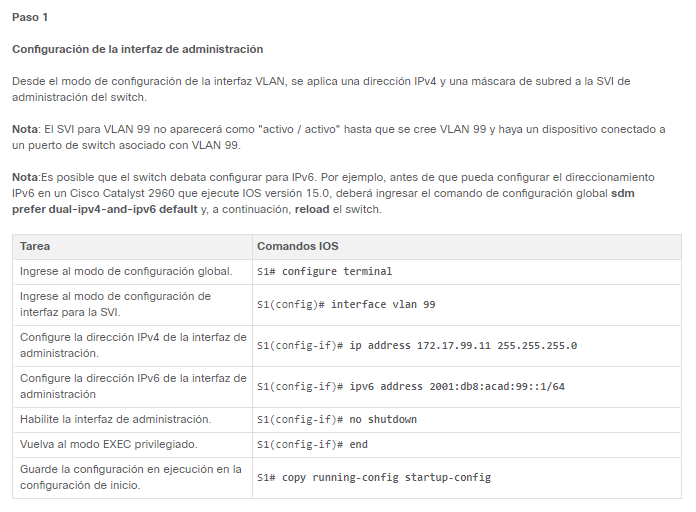 Paso 1
Configuración de la interfaz de administración
Desde el modo de configuración de la interfaz VLAN, se aplica una dirección IPv4 y una máscara de subred a la SVI de
administración del switch.
Nota: El SVI para VLAN 99 no aparecerá como "activo / activo" hasta que se cree VLAN 99 y haya un dispositivo conectado a
un puerto de switch asociado con VLAN 99.
Nota:Es posible que el switch debata configurar para IPv6. Por ejemplo, antes de que pueda configurar el direccionamiento
IPv6 en un Cisco Catalyst 2960 que ejecute IOS versión 15.0, deberá ingresar el comando de configuración global sdm
prefer dual-ipv4-and-ipv6 default y, a continuación, reload el switch.
Tarea Comandos IOS
Ingrese al modo de configuración global. S1# configure terminal
Ingrese al modo de configuración de
interfaz para la SVI.
S1(config)# interface vlan 99
Configure la dirección IPv4 de la interfaz de
administración.
S1(config-if)# ip address 172.17.99.11 255.255.255.0
Configure la dirección IPv6 de la interfaz de
administración
S1(config-if)# ipv6 address 2001:db8:acad:99::1/64
Habilite la interfaz de administración. S1(config-if)# no shutdown
Vuelva al modo EXEC privilegiado. S1(config-if)# end
Guarde la configuración en ejecución en la
configuración de inicio.
S1# copy running-config startup-config